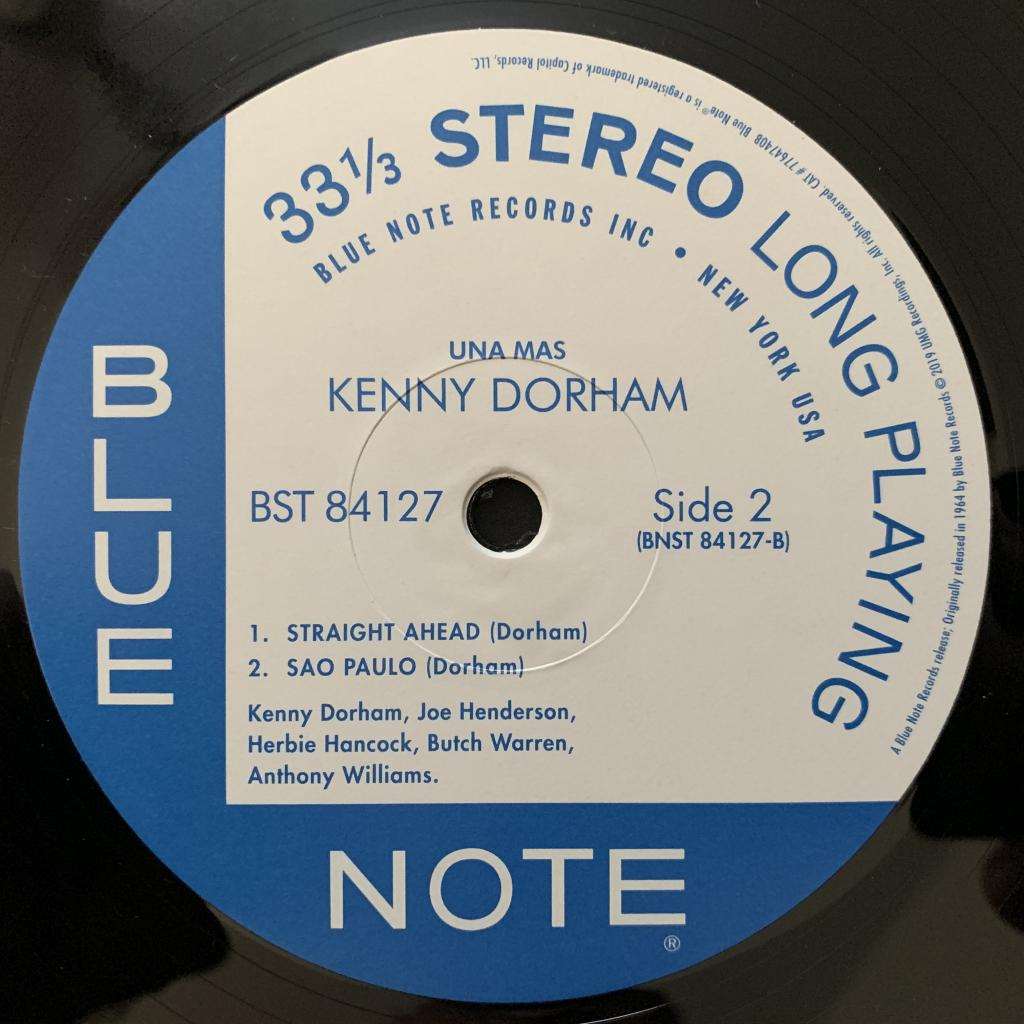 33⅓ STEREO LONG PLAYING
BLUE NOTE RECORDS INC • NEW YORK USA
UNA MAS
KENNY DORHAM
BST 84127
Side 2
(BNST 84127-B)
1. STRAIGHT AHEAD (Dorham)
2. SAO PAULO (Dorham)
Kenny Dorham, Joe Henderson,
Herbie Hancock, Butch Warren,
Anthony Williams.
BLUE
NOTE
®
A Blue Note Records release; Originally released in 1964 by Blue Note Records © 2019 UMG Recordings, Inc. All rights reserved CAT # 77647408 Blue Note® is a registered trademark of Capitol Records, LLC.